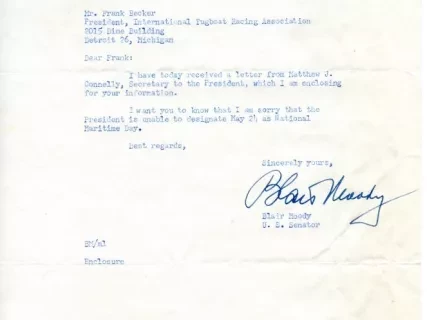 Mr. Frank Becker
President, International Tugboat Racing Association
2015 Dime Building
Detroit 26, Michigan
Dear Frank:
I have today received a letter from Matthew J.
Connelly, Secretary to the President, which I am enclosing
for your information.
I want you to know that I am sorry that the
President is unable to designate May 24 as National
Maritime Day.
Best regards,
Sincerely yours,
Blair Moody
Blair Moody
U. S. Senator
BM/ml
Enclosure